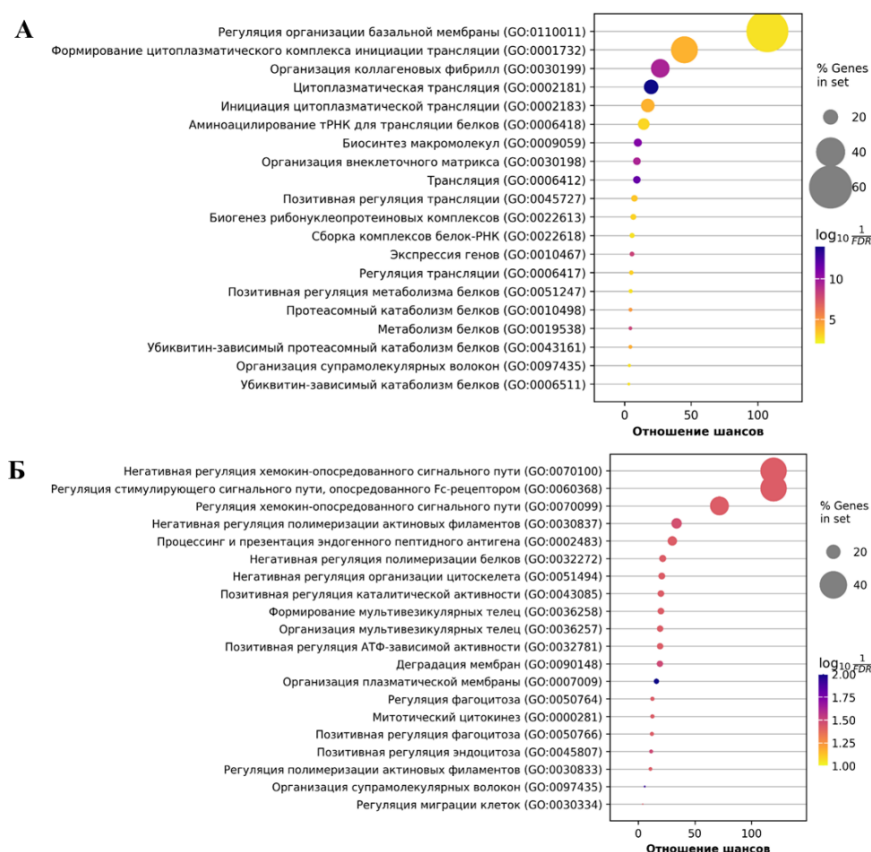 А
Регуляция организации базальной мембраны (GO:0110011)
Формирование цитоплазматического комплекса инициации трансляции (GO:0001732)
Организация коллагеновых фибрилл (GO:0030199)
Цитоплазматическая трансляция (GO:0002181)
Инициация цитоплазматической трансляции (GO:0002183)
Аминоацилирование тРНК для трансляции белков (GO:0006418)
Биосинтез макромолекул (GO:0009059)
Организация внеклеточного матрикса (GO:0030198)
Трансляция (GO:0006412)
Позитивная регуляция трансляции (GO:0045727)
Биогенез рибонуклеопротеиновых комплексов (GO:0022613)
Сборка комплексов белок-РНК (GO:0022618)
Экспрессия генов (GO:0010467)
Регуляция трансляции (GO:0006417)
Позитивная регуляция метаболизма белков (GO:0051247)
Протеасомный катаболизм белков (GO:0010498)
Метаболизм белков (GO:0019538)
Убиквитин-зависимый протеасомный катаболизм белков (GO:0043161)
Организация супрамолекулярных волокон (GO:0097435)
Убиквитин-зависимый катаболизм белков (GO:0006511)
0 50 100
Отношение шансов
% Genes
in set
20
40
60
log10 1/FDR
10
5
Б
Негативная регуляция хемокин-опосредованного сигнального пути (GO:0070100)
Регуляция стимулирующего сигнального пути, опосредованного Fc-рецептором (GO:0060368)
Регуляция хемокин-опосредованного сигнального пути (GO:0070099)
Негативная регуляция полимеризации актиновых филаментов (GO:0030837)
Процессинг и презентация эндогенного пептидного антигена (GO:0002483)
Негативная регуляция полимеризации белков (GO:0032272)
Негативная регуляция организации цитоскелета (GO:0051494)
Позитивная регуляция каталитической активности (GO:0043085)
Формирование мультивезикулярных телец (GO:0036258)
Организация мультивезикулярных телец (GO:0036257)
Позитивная регуляция АТФ-зависимой активности (GO:0032781)
Деградация мембран (GO:0090148)
Организация плазматической мембраны (GO:0007009)
Регуляция фагоцитоза (GO:0050764)
Митотический цитокинез (GO:0000281)
Позитивная регуляция фагоцитоза (GO:0050766)
Позитивная регуляция эндоцитоза (GO:0045807)
Регуляция полимеризации актиновых филаментов (GO:0030833)
Организация супрамолекулярных волокон (GO:0097435)
Регуляция миграции клеток (GO:0030334)
0 50 100
Отношение шансов
% Genes
in set
20
40
log10 1/FDR
2.00
1.75
1.50
1.25
1.00